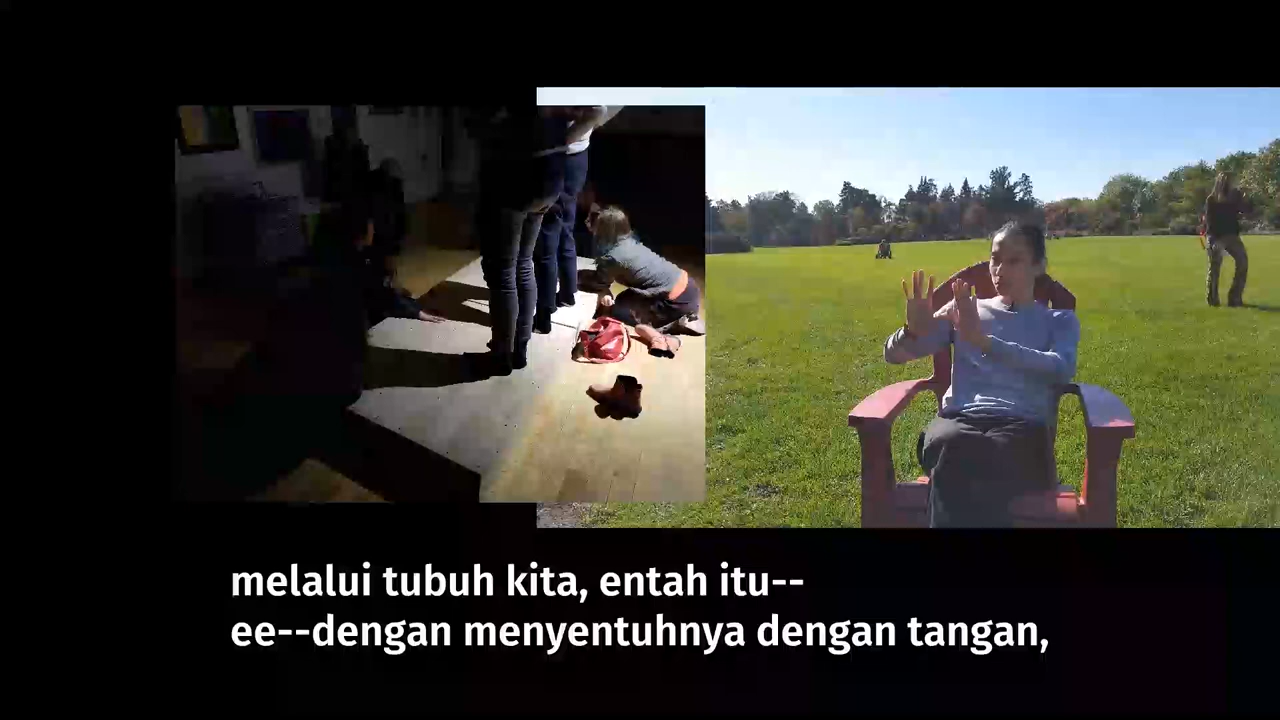 melalui tubuh kita, entah itu--
ee--dengan menyentuhnya dengan tangan,